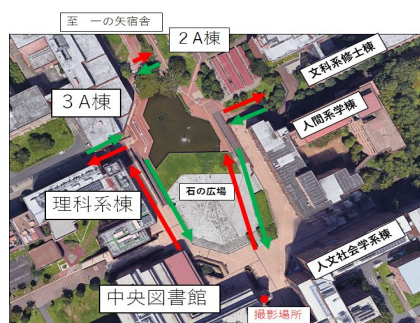 至 一の矢宿舎
2A棟
文科系修士棟
3A棟
人間系学棟
石の広場
理科系棟
人文社会学系棟
中央図書館
撮影場所